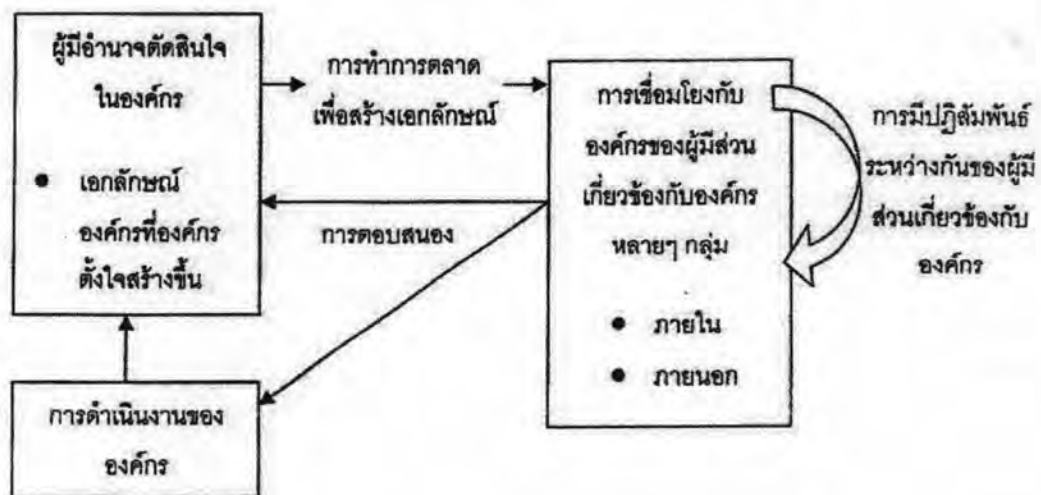 ผู้มีอำนาจตัดสินใจ
ในองค์กร
• เอกลักษณ์
องค์กรที่องค์กร
ตั้งใจสร้างขึ้น
การทำการตลาด
เพื่อสร้างเอกลักษณ์
การตอบสนอง
การเชื่อมโยงกับ
องค์กรของผู้มีส่วน
เกี่ยวข้องกับองค์กร
หลายๆ กลุ่ม
• ภายใน
• ภายนอก
การมีปฏิสัมพันธ์
ระหว่างกันของผู้มี
ส่วนเกี่ยวข้องกับ
องค์กร
การดำเนินงานของ
องค์กร